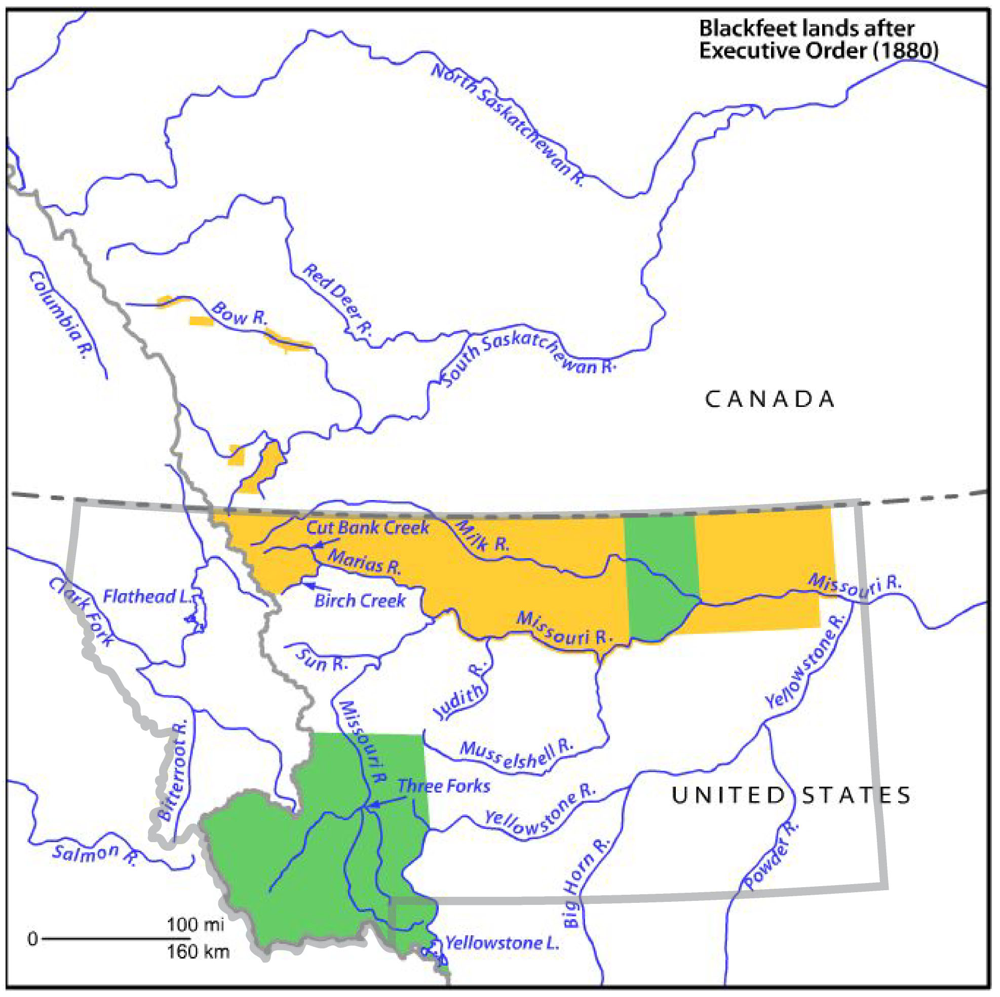 Blackfeet lands after
Executive Order (1880)
North Saskatchewan R.
Columbia R.
Red Deer R.
Bow R.
South Saskatchewan R.
CANADA
Cut Bank Creek
Milk R.
Marias R.
Clark Fork
Flathead L.
Birch Creek
Missouri R.
Missouri R.
Sun R.
Judith R.
Yellowstone R.
Missouri R
Bitterroot R.
Musselshell R.
Three Forks
UNITED STATES
Yellowstone R.
Salmon R.
Big Horn R.
Powder R.
100 mi
0
160 km
Yellowstone L.